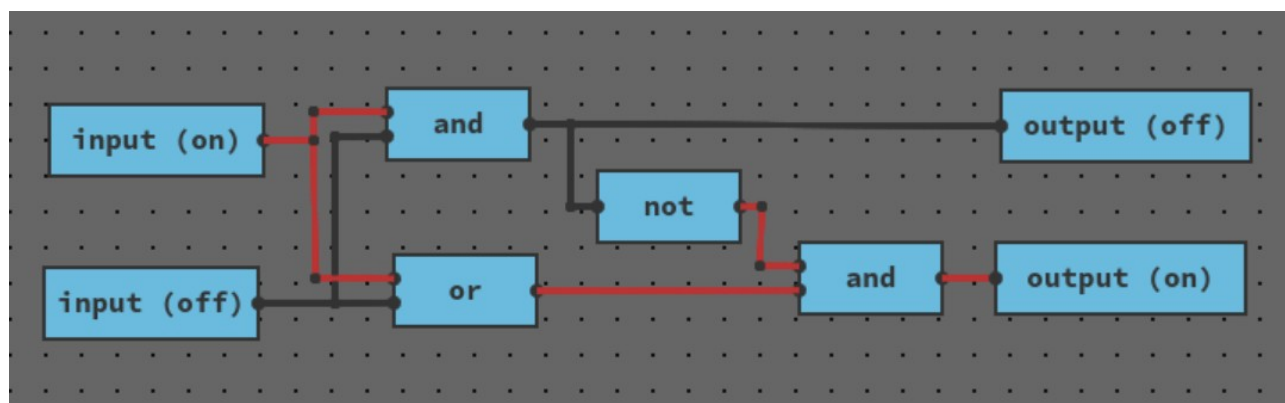 input (on)
and
output (off)
not
input (off)
or
and
output (on)